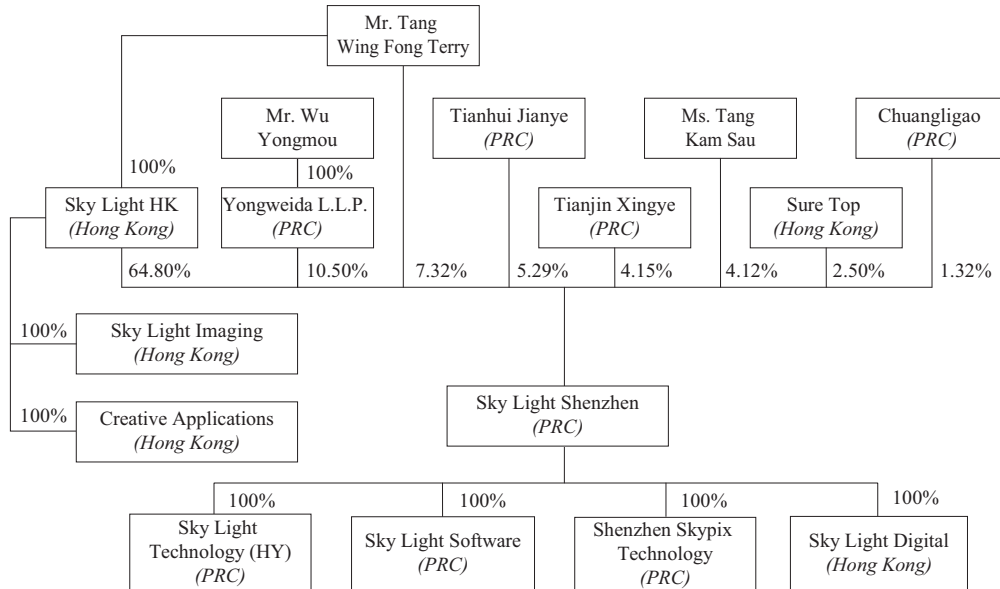 Mr. Tang
Wing Fong Terry
Mr. Wu
Yongmou
Tianhui Jianye
(PRC)
Ms. Tang
Kam Sau
Chuangligao
(PRC)
100%
100%
Sky Light HK
(Hong Kong)
Yongweida L.L.P.
(PRC)
Tianjin Xingye
(PRC)
Sure Top
(Hong Kong)
64.80%
10.50%
7.32%
5.29%
4.15%
4.12%
2.50%
1.32%
100%
Sky Light Imaging
(Hong Kong)
100%
Creative Applications
(Hong Kong)
Sky Light Shenzhen
(PRC)
100%
100%
100%
100%
Sky Light
Technology (HY)
(PRC)
Sky Light Software
(PRC)
Shenzhen Skypix
Technology
(PRC)
Sky Light Digital
(Hong Kong)